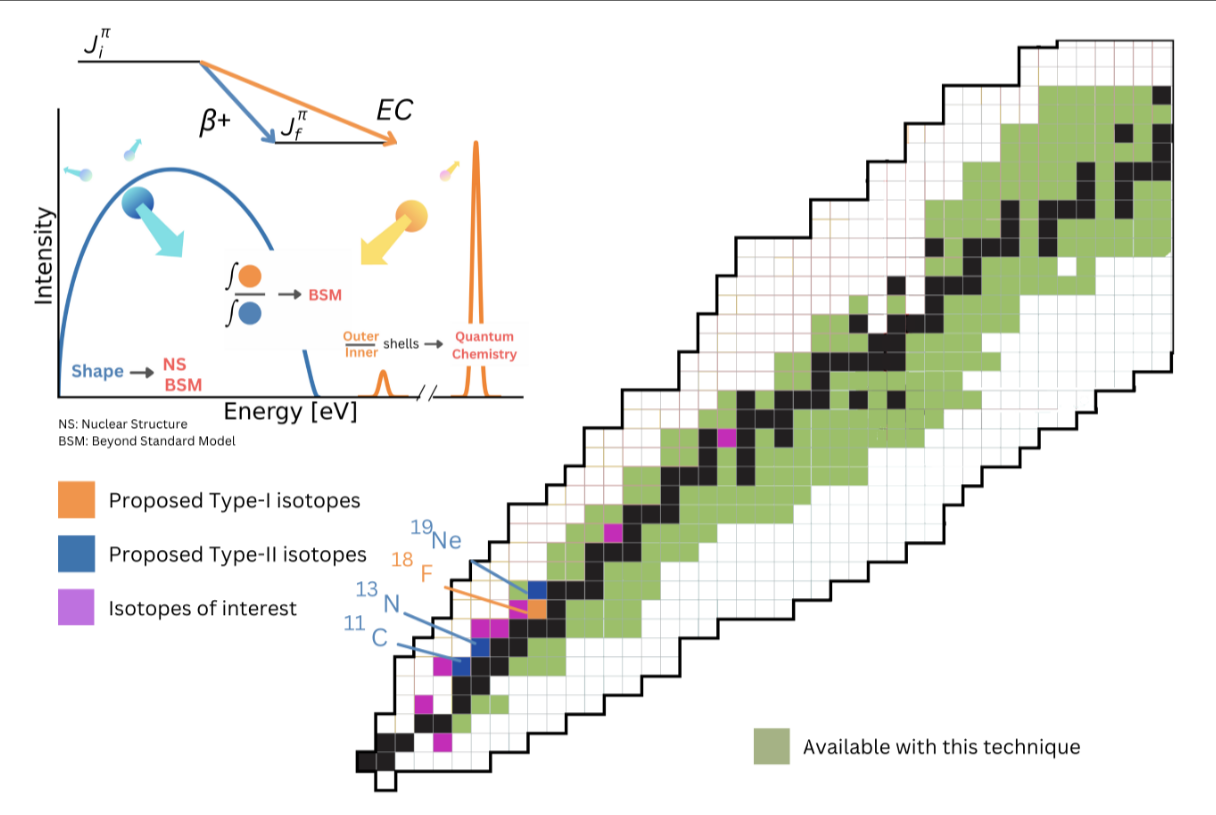 J_i^π
β+
J_f^π
EC
Intensity
∫
∫
BSM
Outer
Inner
shells
Quantum
Chemistry
Shape
NS
BSM
//
Energy [eV]
NS: Nuclear Structure
BSM: Beyond Standard Model
Proposed Type-I isotopes
Proposed Type-II isotopes
Isotopes of interest
19Ne
18F
13N
11C
Available with this technique